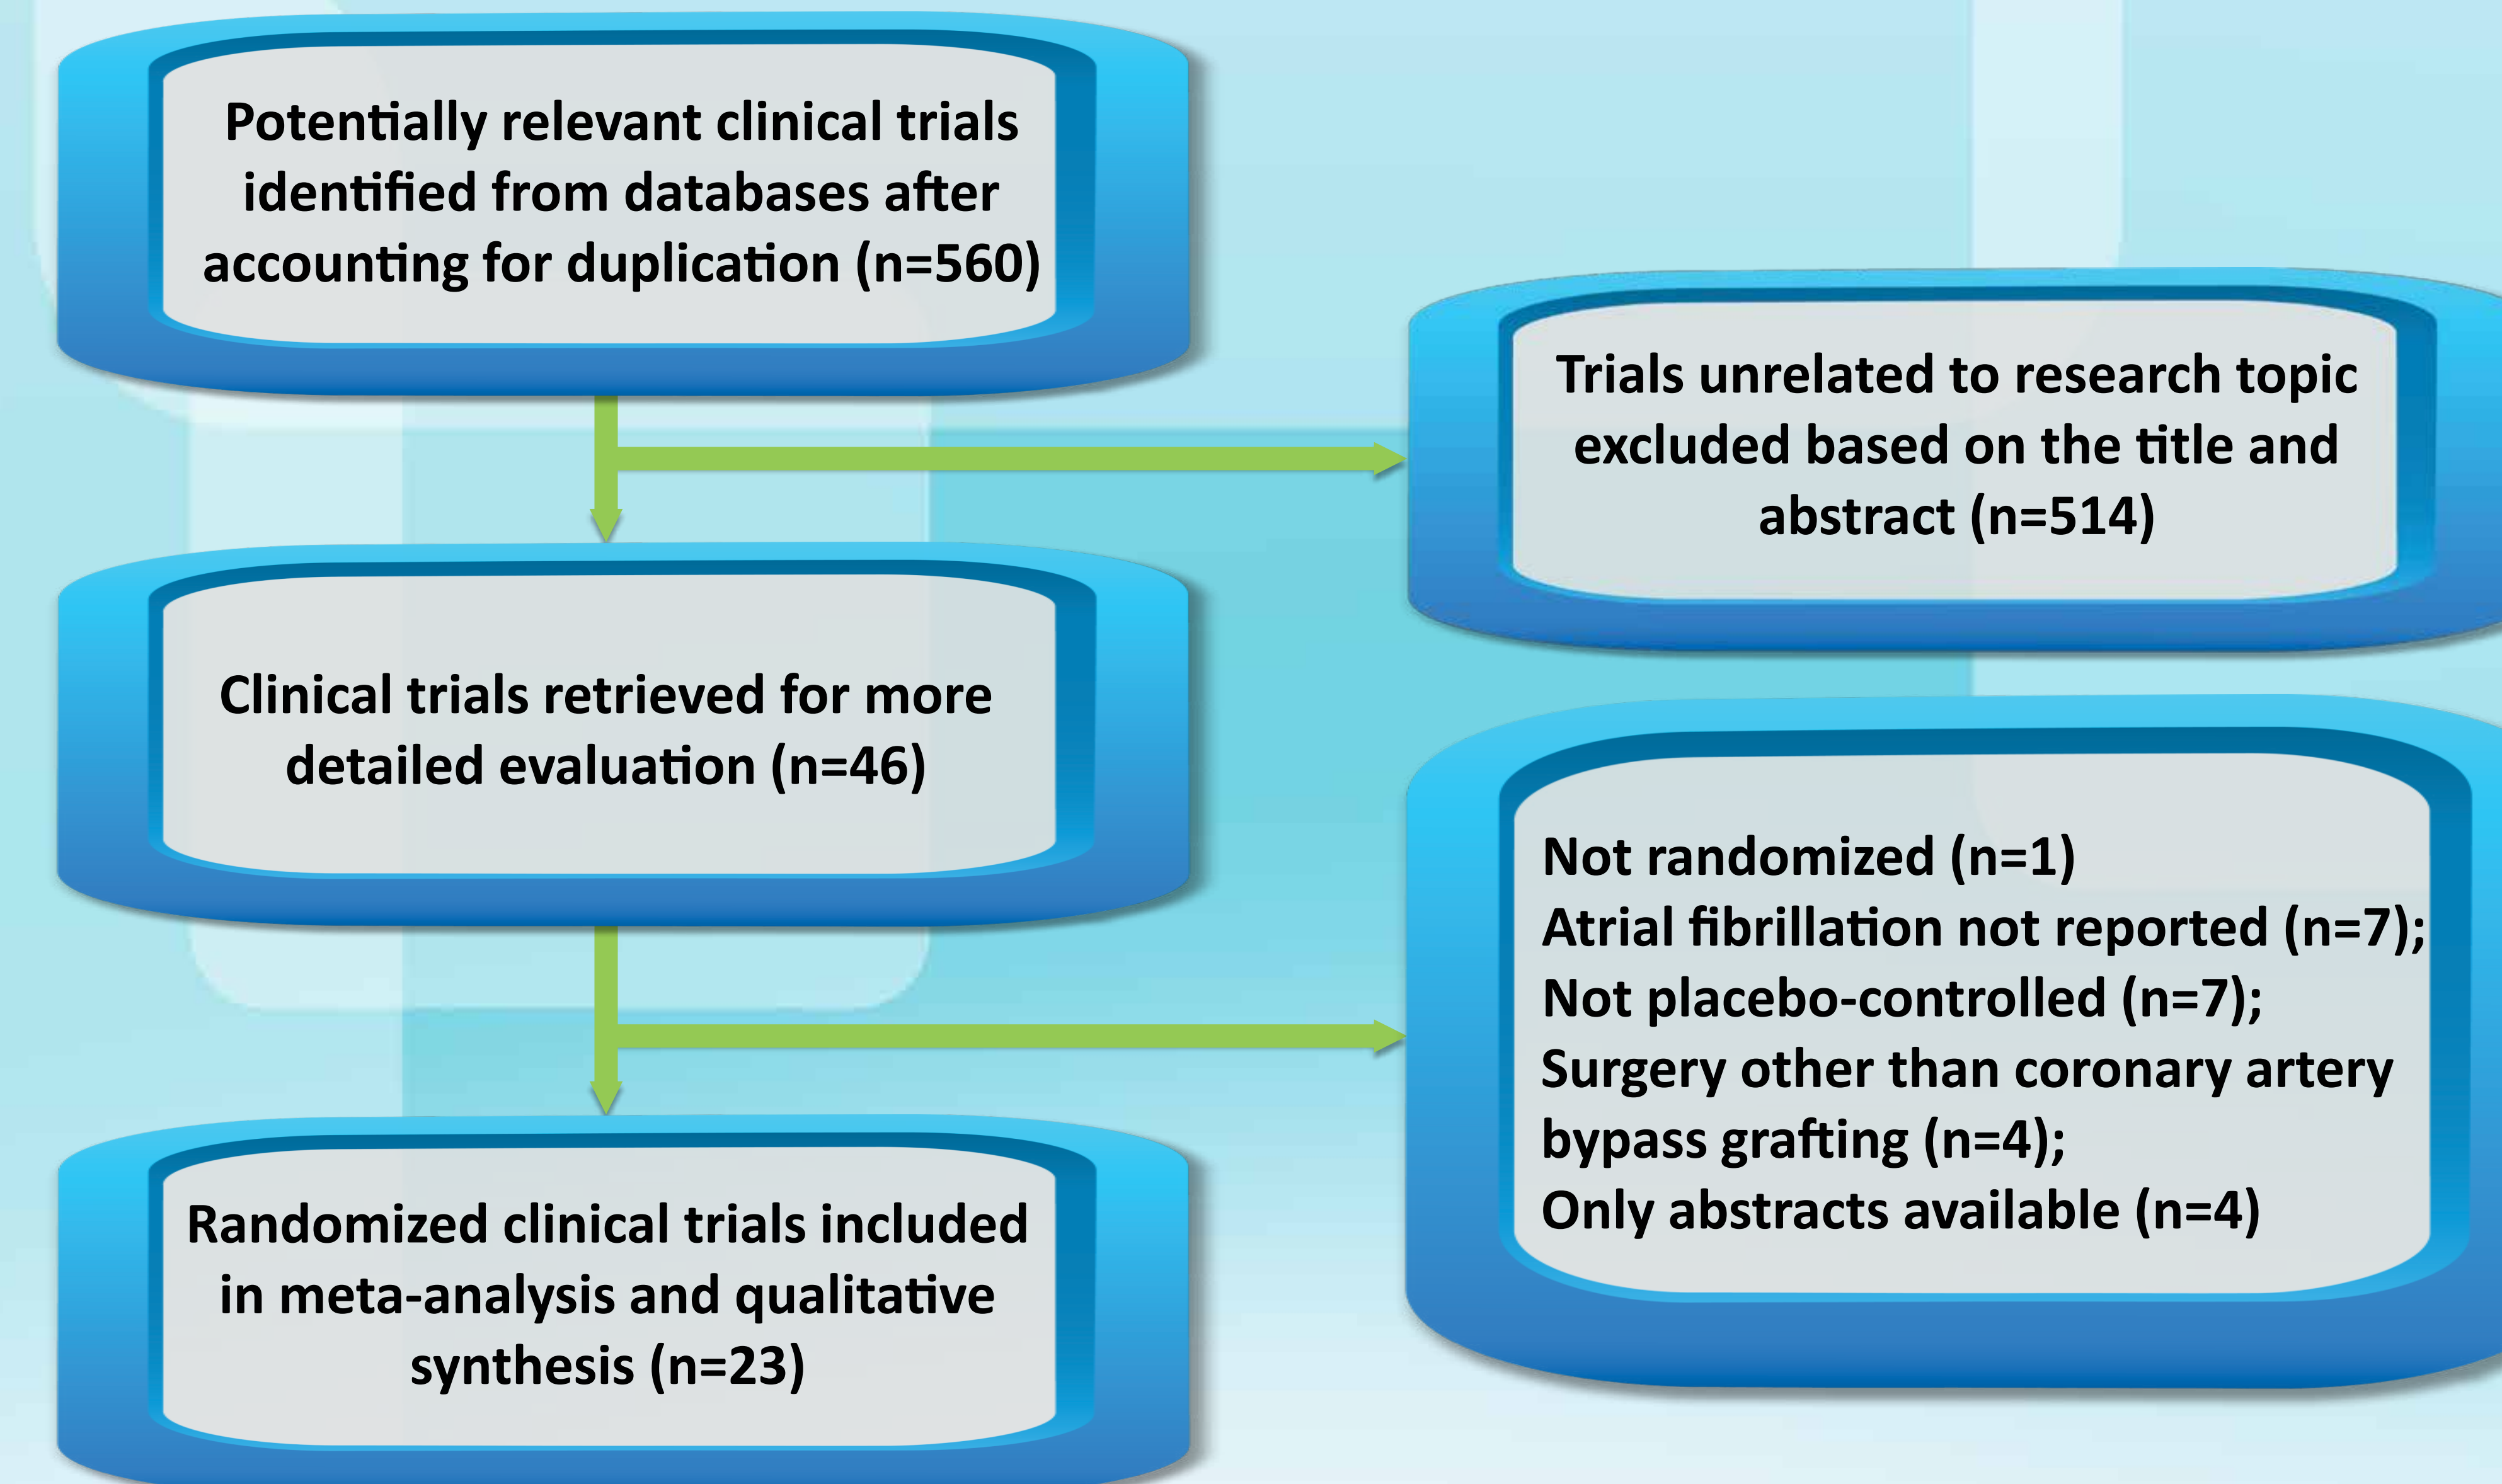 Potentially relevant clinical trials
identified from databases after
accounting for duplication (n=560)
Trials unrelated to research topic
excluded based on the title and
abstract (n=514)
Clinical trials retrieved for more
detailed evaluation (n=46)
Not randomized (n=1)
Atrial fibrillation not reported (n=7);
Not placebo-controlled (n=7);
Surgery other than coronary artery
bypass grafting (n=4);
Only abstracts available (n=4)
Randomized clinical trials included
in meta-analysis and qualitative
synthesis (n=23)